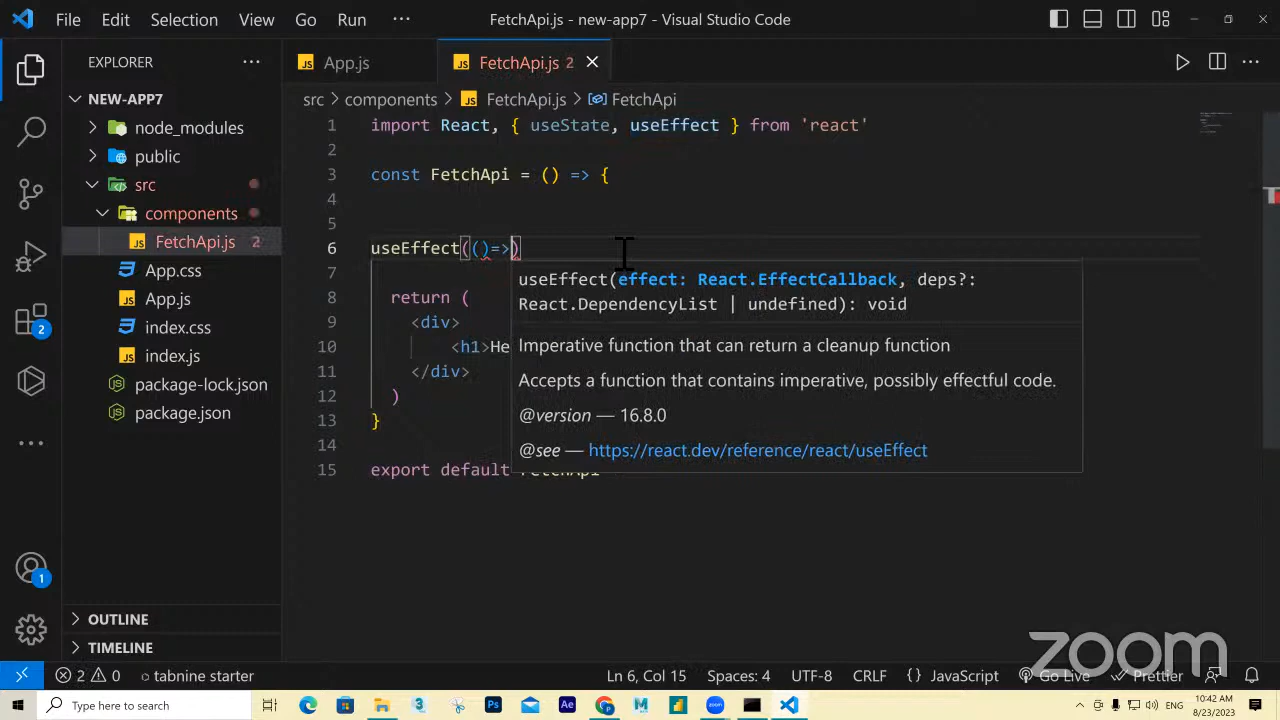 File Edit Selection View Go Run ··· FetchApi.js - new-app7 - Visual Studio Code
EXPLORER ···
App.js
FetchApi.js 2
NEW-APP7
node_modules
public
src
components
FetchApi.js 2
App.css
App.js
index.css
index.js
package-lock.json
package.json
OUTLINE
TIMELINE
2
1
src > components > FetchApi.js > FetchApi
1 import React, { useState, useEffect } from 'react'
2
3 const FetchApi = () => {
4
5
6 useEffect(()=>)
7
8 return (
9 <div>
10 <h1>He
11 </div>
12 )
13 }
14
15 export default FetchApi
useEffect(effect: React.EffectCallback, deps?:
React.DependencyList | undefined): void
Imperative function that can return a cleanup function
Accepts a function that contains imperative, possibly effectful code.
@version — 16.8.0
@see — https://react.dev/reference/react/useEffect
zoom
2 0 tabnine starter Ln 6, Col 15 Spaces: 4 UTF-8 CRLF {} JavaScript Go Live Prettier
Type here to search
ENG
10:42 AM
8/23/2023